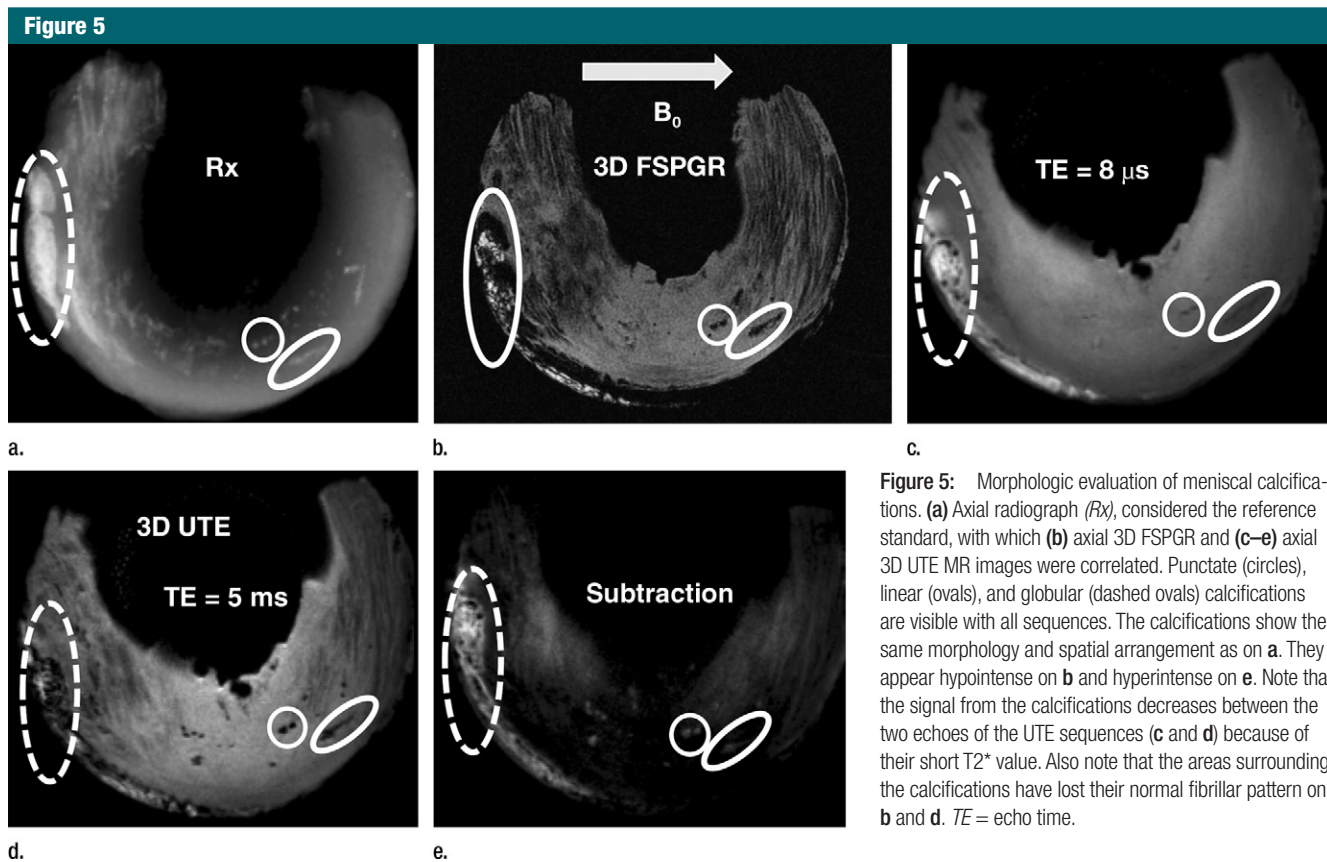 Figure 5
Rx
B₀
3D FSPGR
TE = 8 μs
a.
b.
c.
3D UTE
TE = 5 ms
Subtraction
d.
e.
Figure 5: Morphologic evaluation of meniscal calcifica-
tions. (a) Axial radiograph (Rx), considered the reference
standard, with which (b) axial 3D FSPGR and (c–e) axial
3D UTE MR images were correlated. Punctate (circles),
linear (ovals), and globular (dashed ovals) calcifications
are visible with all sequences. The calcifications show the
same morphology and spatial arrangement as on a. They
appear hypointense on b and hyperintense on e. Note tha
the signal from the calcifications decreases between the
two echoes of the UTE sequences (c and d) because of
their short T2* value. Also note that the areas surrounding
the calcifications have lost their normal fibrillar pattern on
b and d. TE = echo time.